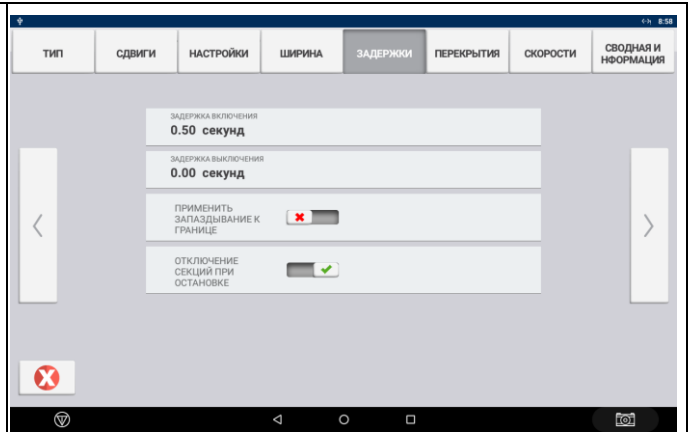 8:58
ТИП
СДВИГИ
НАСТРОЙКИ
ШИРИНА
ЗАДЕРЖКИ
ПЕРЕКРЫТИЯ
СКОРОСТИ
СВОДНАЯ И
НФОРМАЦИЯ
ЗАДЕРЖКА ВКЛЮЧЕНИЯ
0.50 секунд
ЗАДЕРЖКА ВЫКЛЮЧЕНИЯ
0.00 секунд
ПРИМЕНИТЬ
ЗАПАЗДЫВАНИЕ К
ГРАНИЦЕ
ОТКЛЮЧЕНИЕ
СЕКЦИЙ ПРИ
ОСТАНОВКЕ